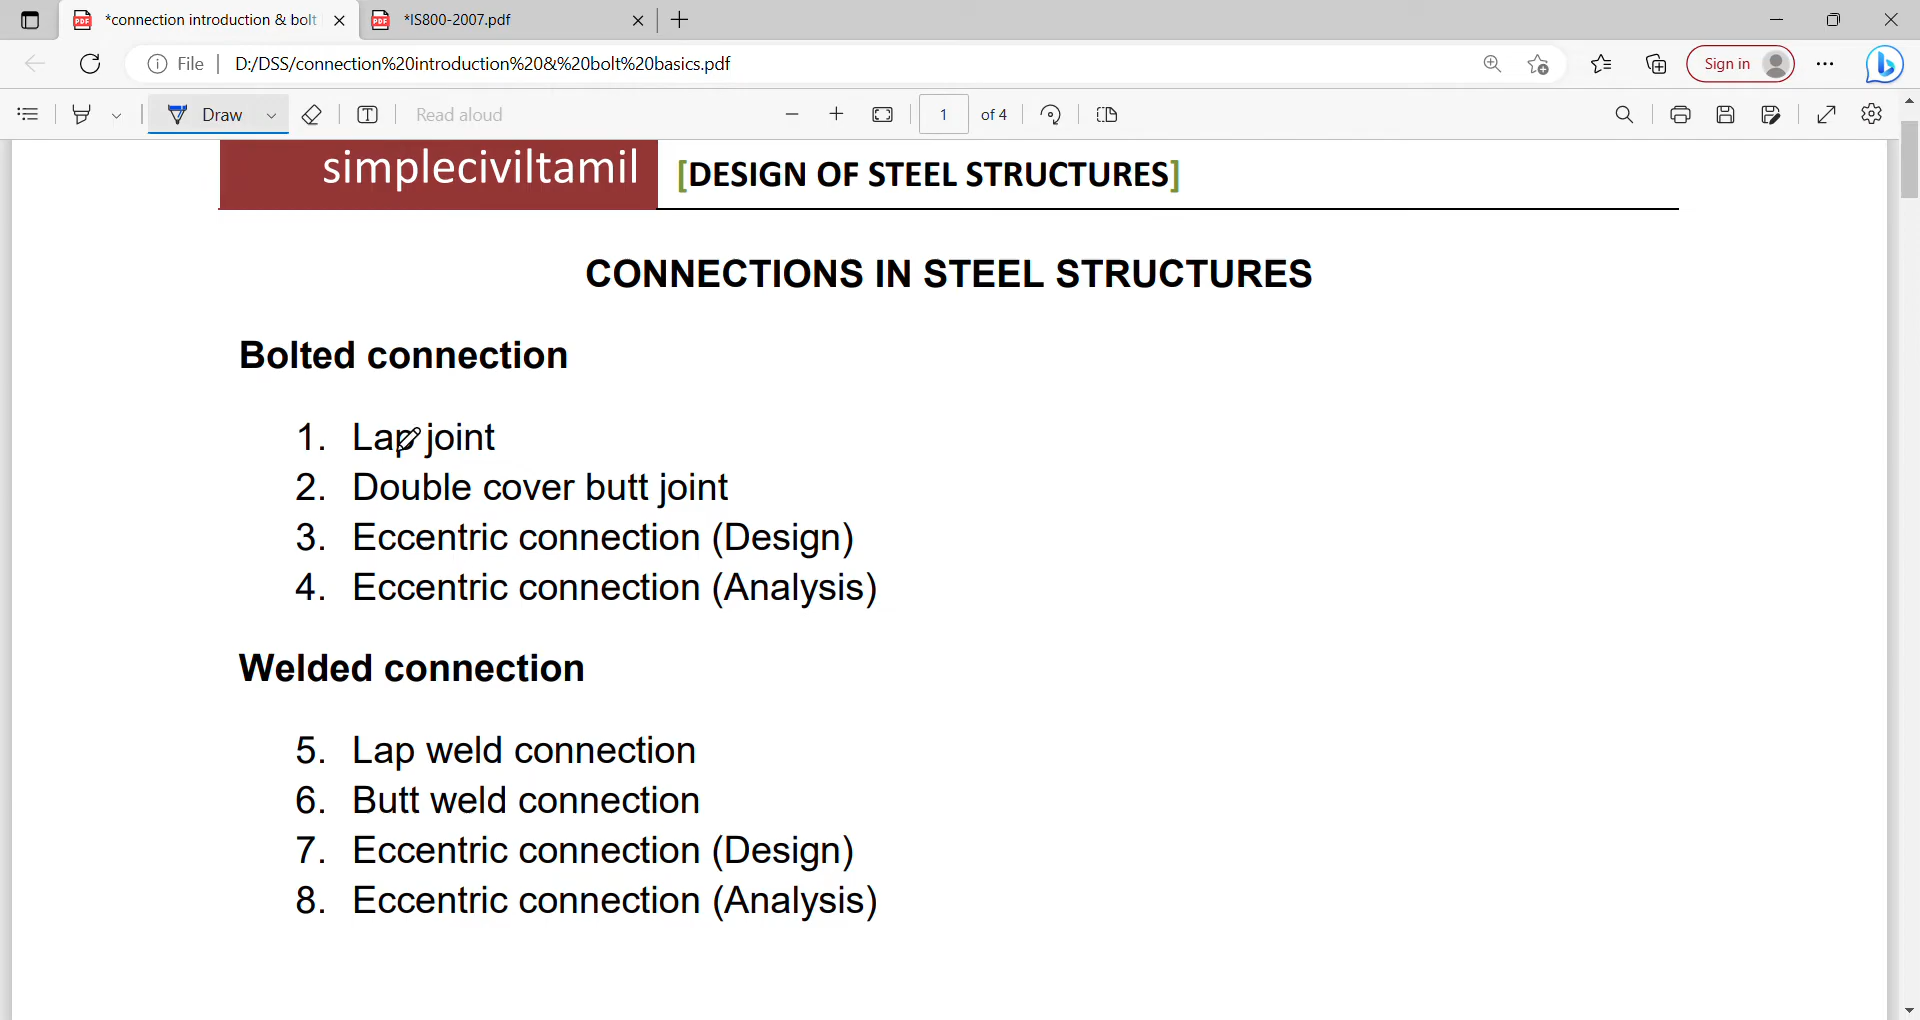 *connection introduction & bolt
*IS800-2007.pdf
File
D:/DSS/connection%20introduction%20&%20bolt%20basics.pdf
Sign in
Draw
Read aloud
1 of 4
simpleciviltamil
[DESIGN OF STEEL STRUCTURES]
CONNECTIONS IN STEEL STRUCTURES
Bolted connection
1. Lap joint
2. Double cover butt joint
3. Eccentric connection (Design)
4. Eccentric connection (Analysis)
Welded connection
5. Lap weld connection
6. Butt weld connection
7. Eccentric connection (Design)
8. Eccentric connection (Analysis)